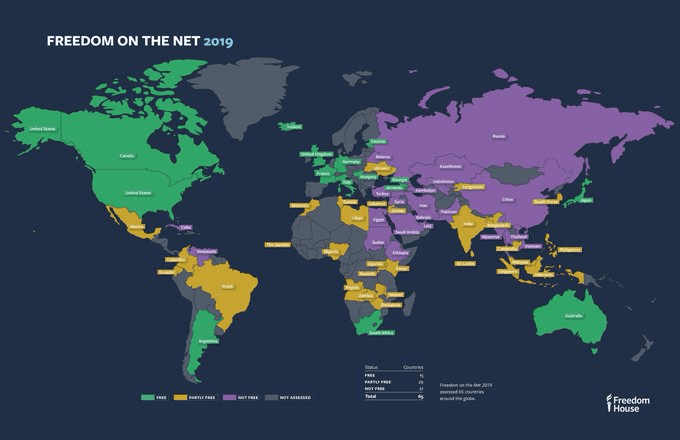 FREEDOM ON THE NET 2019
United States
Canada
United States
Mexico
Cuba
Venezuela
Colombia
Ecuador
Brazil
Argentina
Iceland
United Kingdom
Estonia
Germany
France
Italy
Hungary
Belarus
Ukraine
Georgia
Armenia
Azerbaijan
Turkey
Russia
Kazakhstan
Uzbekistan
Kyrgyzstan
China
South Korea
Japan
Morocco
Tunisia
Libya
Egypt
Lebanon
Syria
Jordan
Iran
Bahrain
Saudi Arabia
UAE
Pakistan
India
Bangladesh
Myanmar
Thailand
Vietnam
Cambodia
Philippines
Sri Lanka
Malaysia
Singapore
Indonesia
The Gambia
Nigeria
Sudan
Ethiopia
Uganda
Kenya
Rwanda
Angola
Zambia
Malawi
Zimbabwe
South Africa
Australia
Status Countries
FREE 15
PARTLY FREE 29
NOT FREE 21
Total 65
Freedom on the Net 2019
assessed 65 countries
around the globe.
FREE PARTLY FREE NOT FREE NOT ASSESSED
Freedom
House